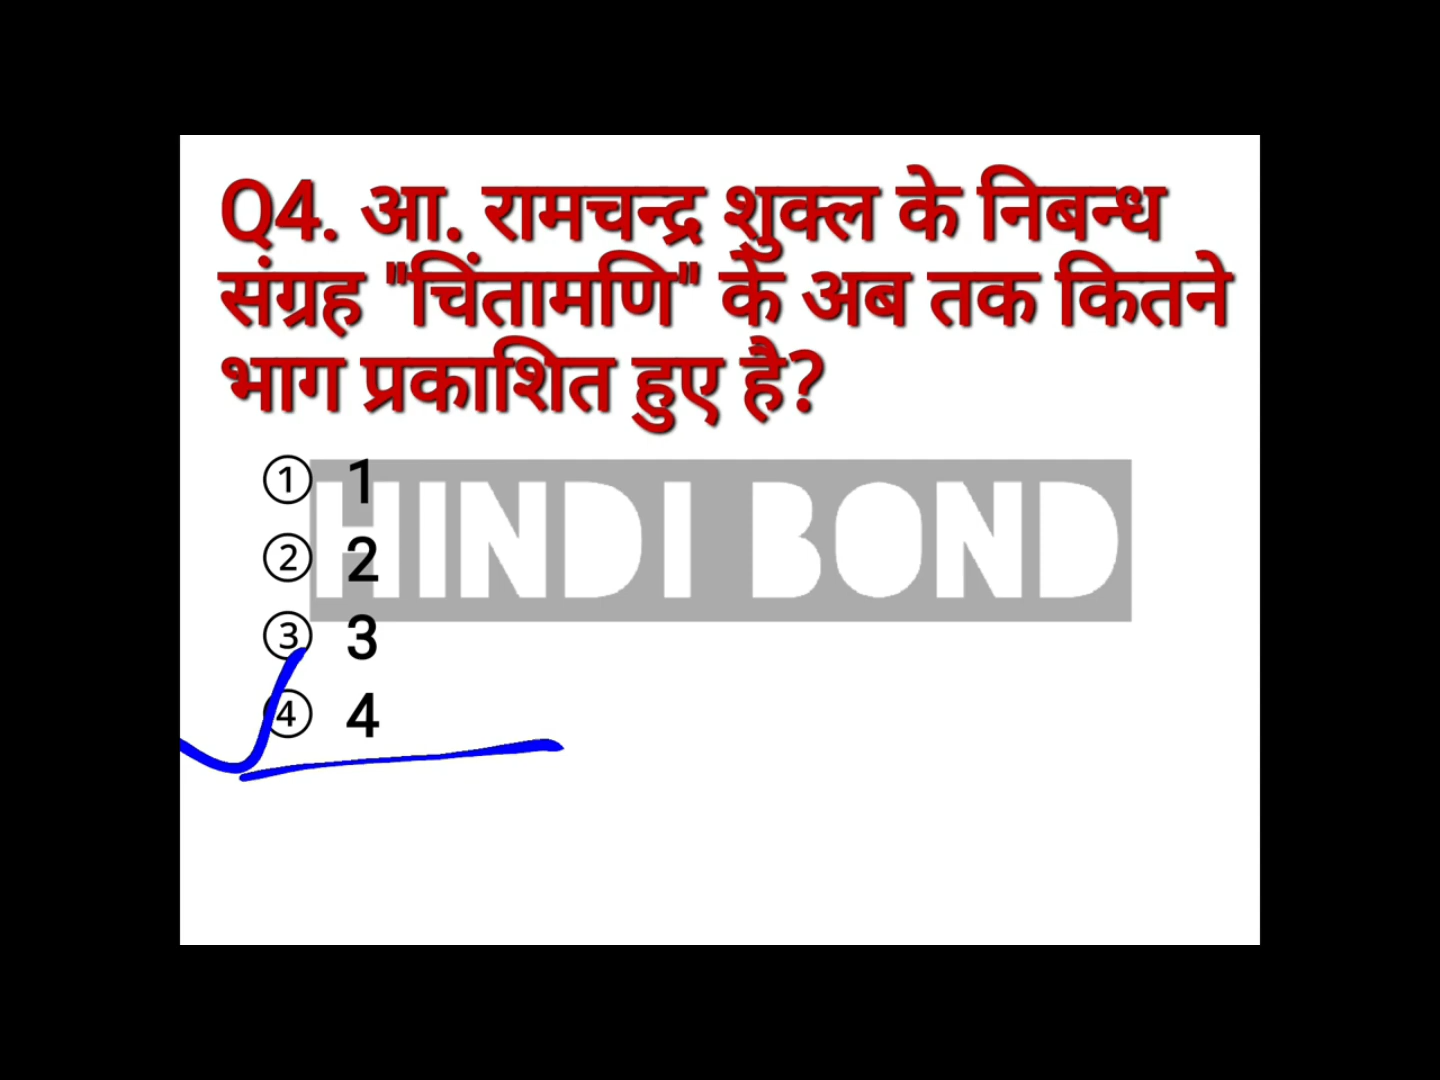 Q4. आ. रामचन्द्र शुक्ल के निबन्ध
संग्रह "चिंतामणि" के अब तक कितने
भाग प्रकाशित हुए है?
① 1
HINDI BOND
② 2
③ 3
④ 4